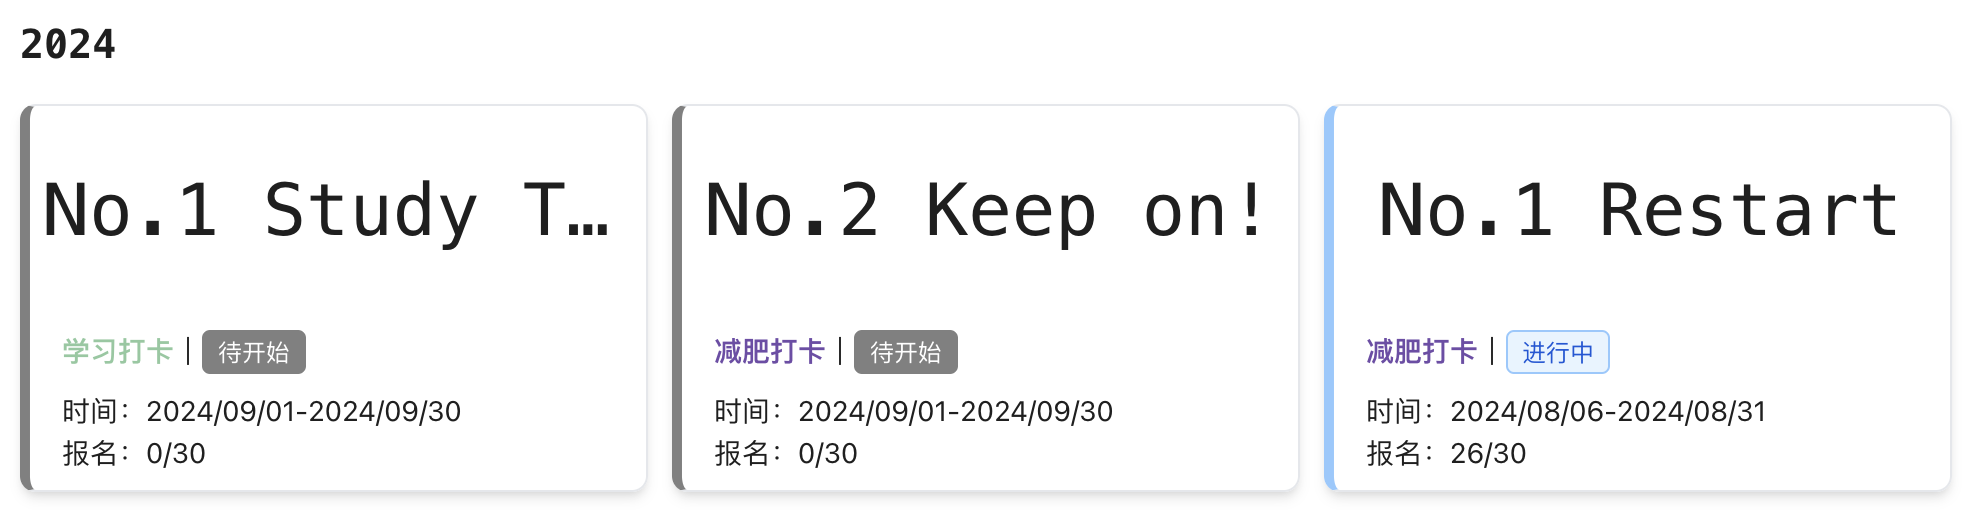 2024
No.1 Study T…
学习打卡 | 待开始
时间：2024/09/01-2024/09/30
报名：0/30
No.2 Keep on!
减肥打卡 | 待开始
时间：2024/09/01-2024/09/30
报名：0/30
No.1 Restart
减肥打卡 | 进行中
时间：2024/08/06-2024/08/31
报名：26/30